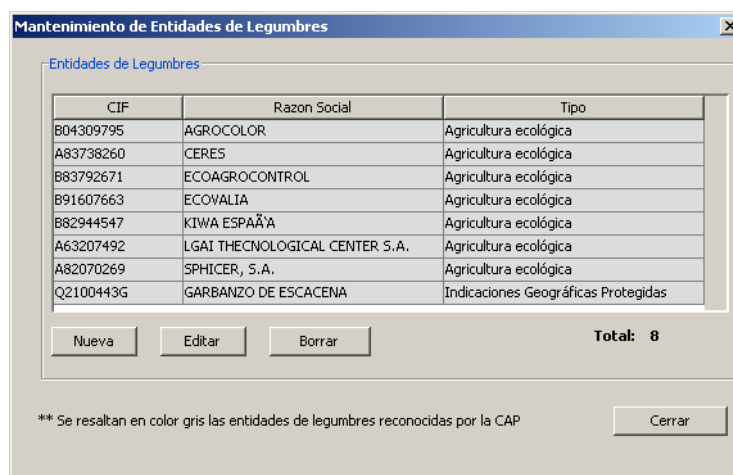 Mantenimiento de Entidades de Legumbres
Entidades de Legumbres
CIF Razon Social Tipo
B04309795 AGROCOLOR Agricultura ecológica
A83738260 CERES Agricultura ecológica
B83792671 ECOAGROCONTROL Agricultura ecológica
B91607663 ECOVALIA Agricultura ecológica
B82944547 KIWA ESPAÃ‘A Agricultura ecológica
A63207492 LGAI THECNOLOGICAL CENTER S.A. Agricultura ecológica
A82070269 SPHICER, S.A. Agricultura ecológica
Q2100443G GARBANZO DE ESCACENA Indicaciones Geográficas Protegidas
Nueva Editar Borrar Total: 8
** Se resaltan en color gris las entidades de legumbres reconocidas por la CAP Cerrar